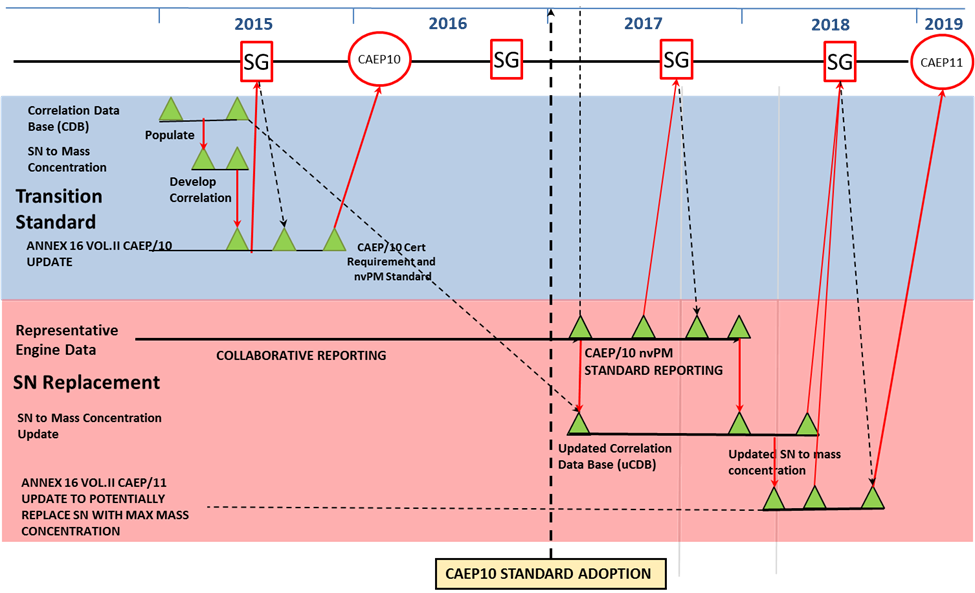 2015
2016
2017
2018
2019
SG
CAEP10
SG
SG
SG
CAEP11
Correlation Data
Base (CDB)
Populate
SN to Mass
Concentration
Develop
Correlation
Transition
Standard
ANNEX 16 VOL.II CAEP/10
UPDATE
CAEP/10 Cert
Requirement and
nvPM Standard
Representative
Engine Data
COLLABORATIVE REPORTING
CAEP/10 nvPM
STANDARD REPORTING
SN Replacement
SN to Mass Concentration
Update
Updated Correlation
Data Base (uCDB)
Updated SN to mass
concentration
ANNEX 16 VOL.II CAEP/11
UPDATE TO POTENTIALLY
REPLACE SN WITH MAX MASS
CONCENTRATION
CAEP10 STANDARD ADOPTION